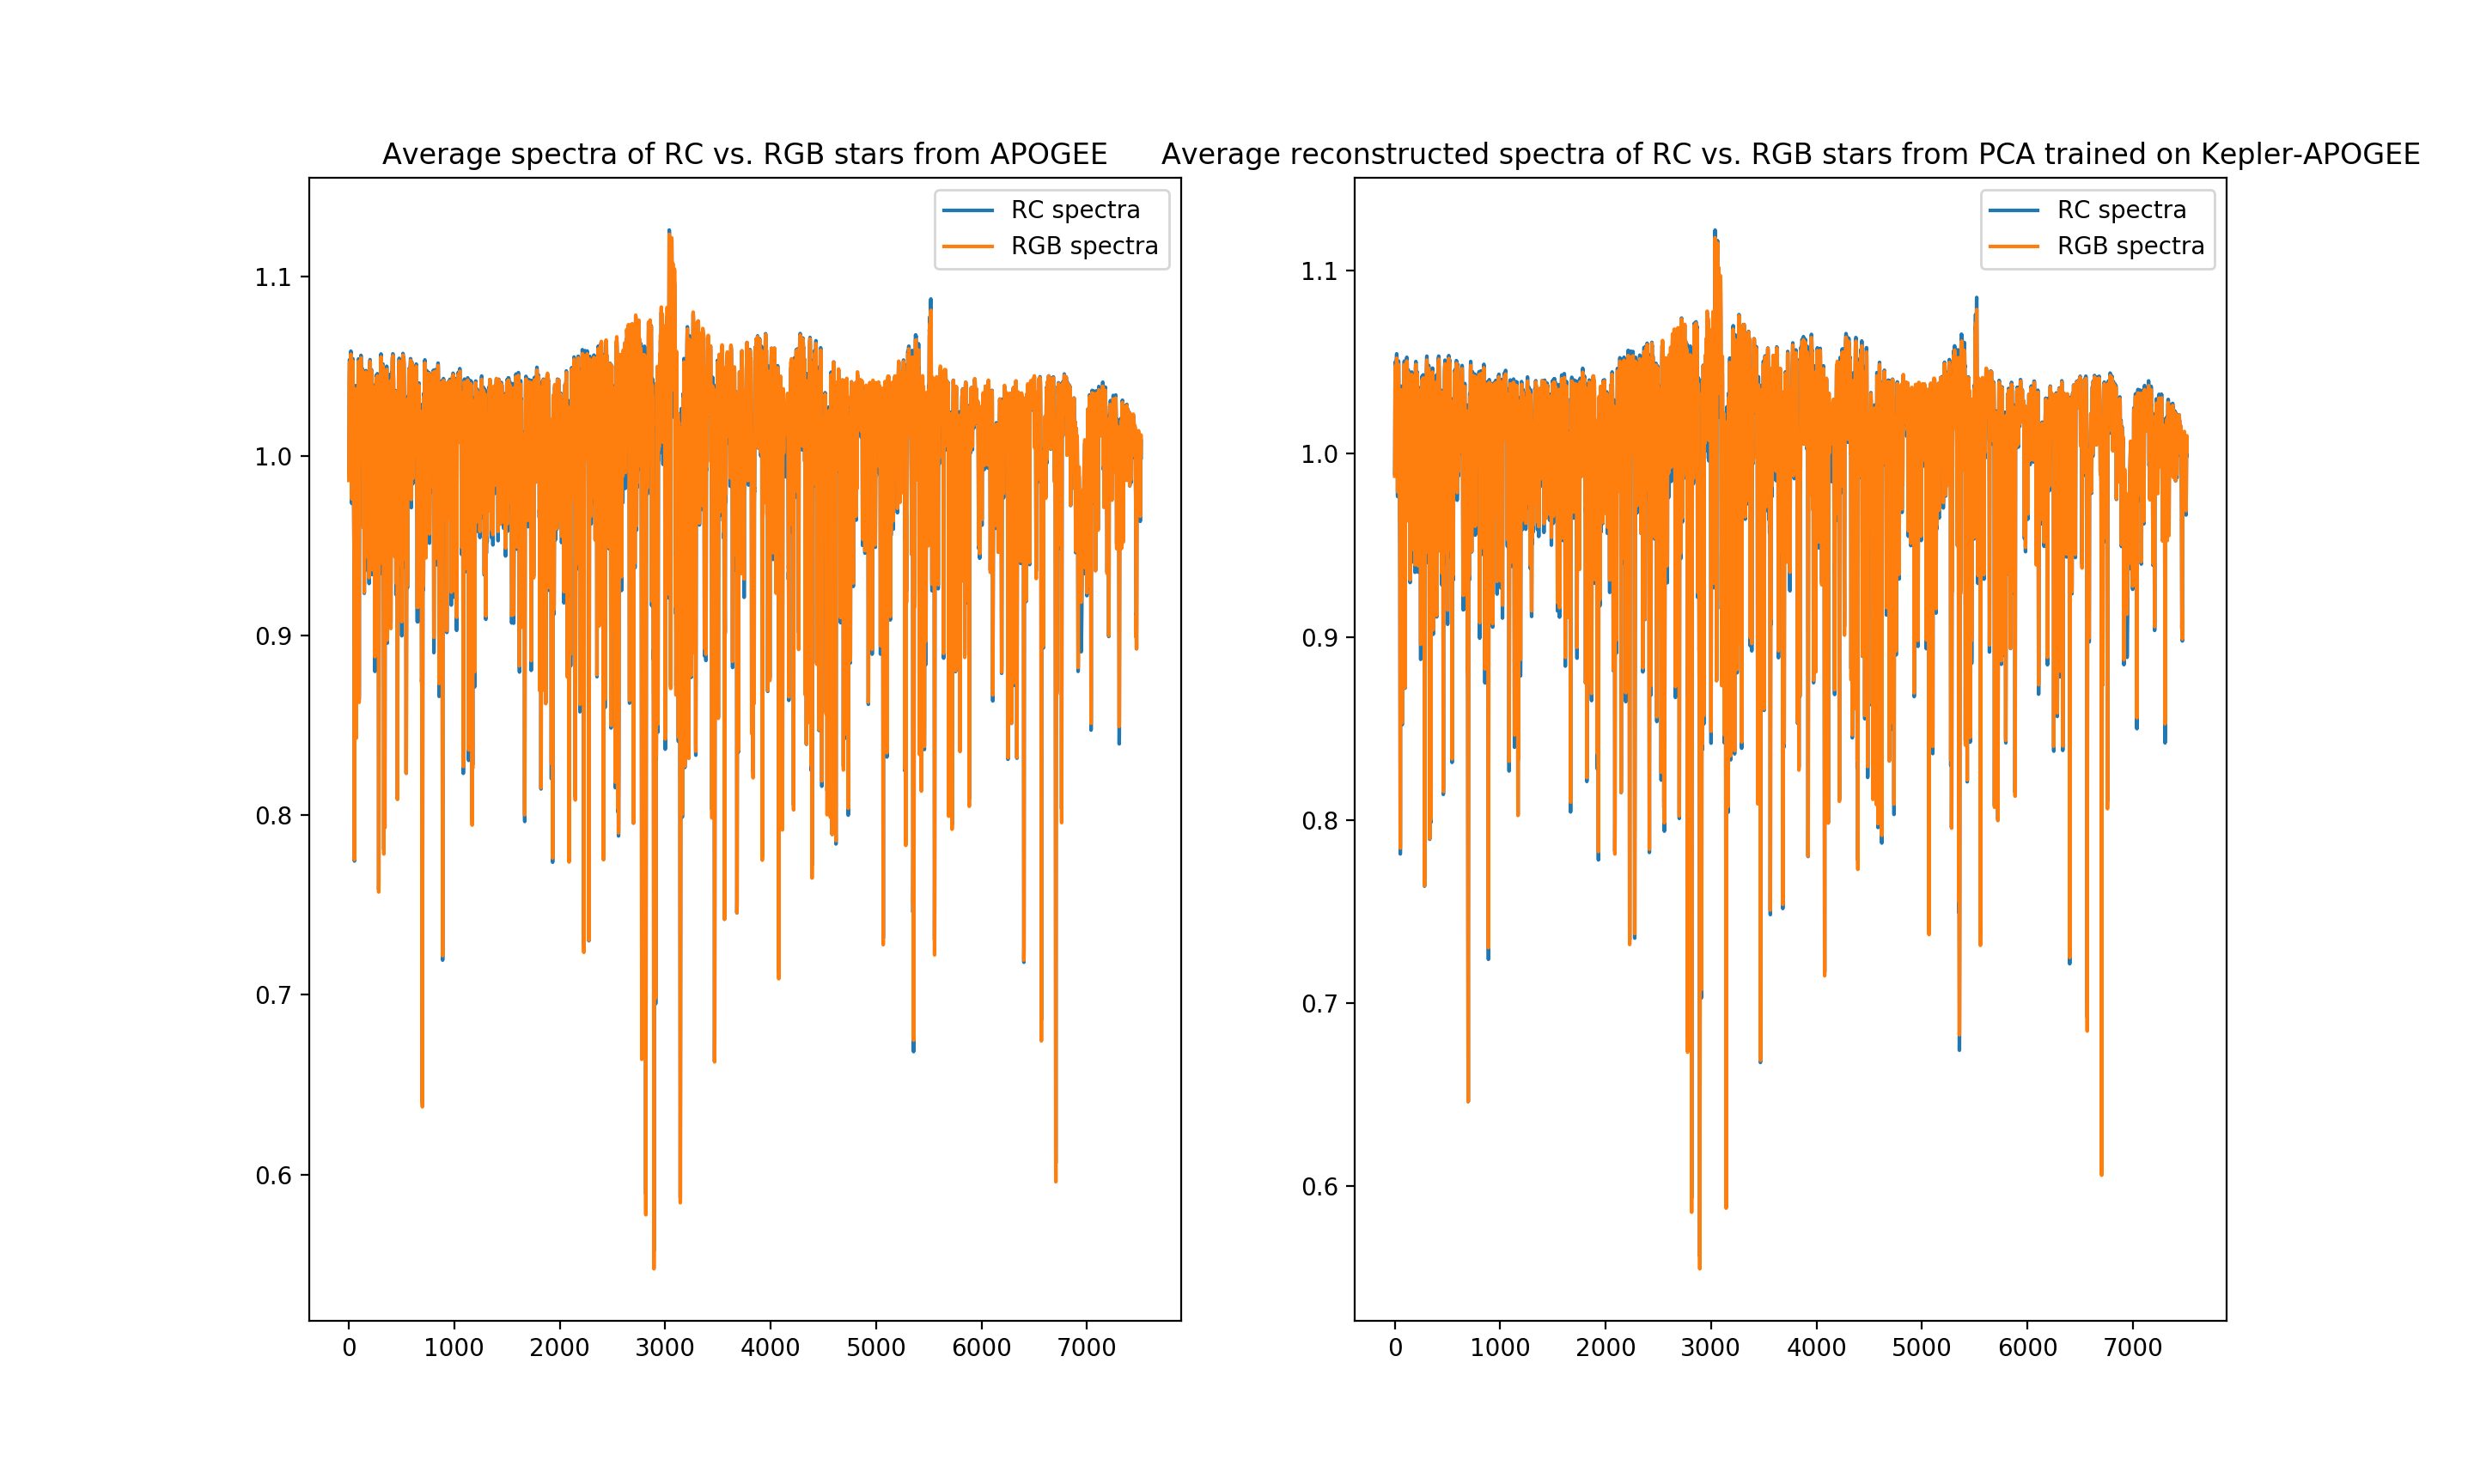 Average spectra of RC vs. RGB stars from APOGEE
RC spectra
RGB spectra
1.1
1.0
0.9
0.8
0.7
0.6
0 1000 2000 3000 4000 5000 6000 7000
Average reconstructed spectra of RC vs. RGB stars from PCA trained on Kepler-APOGEE
RC spectra
RGB spectra
1.1
1.0
0.9
0.8
0.7
0.6
0 1000 2000 3000 4000 5000 6000 7000